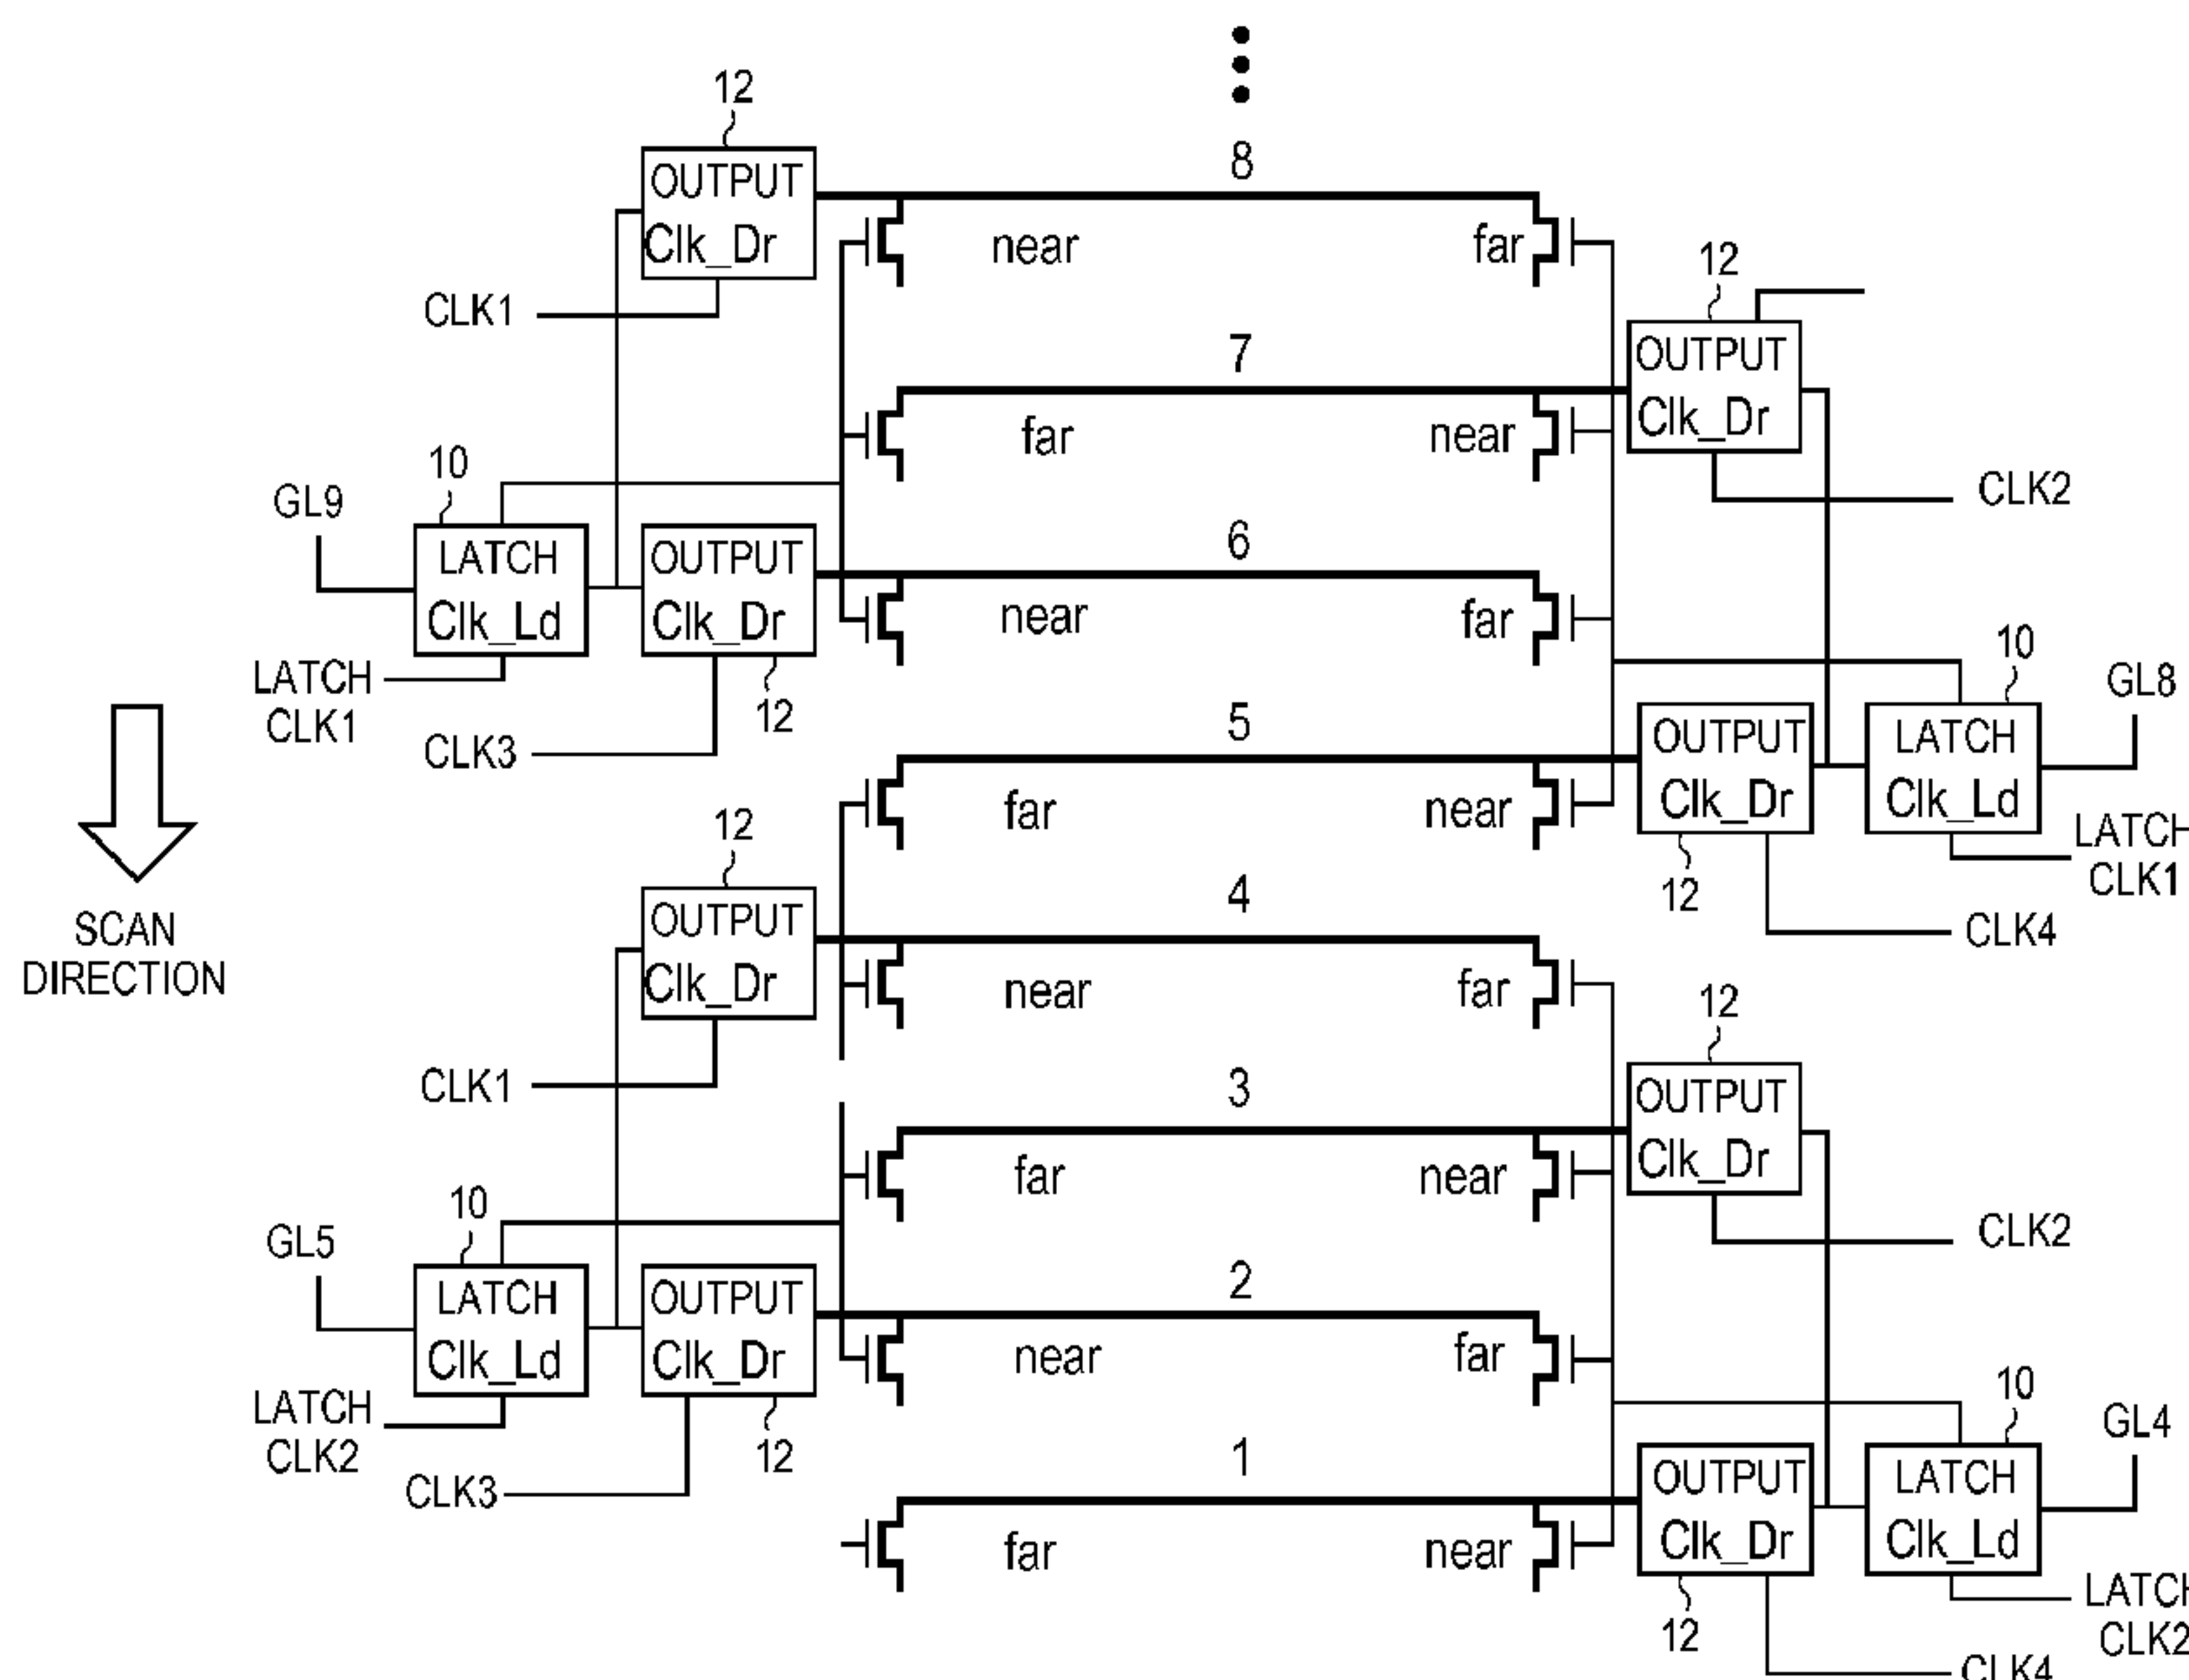 12
8
OUTPUT
Clk_Dr
near
far
CLK1
12
7
OUTPUT
Clk_Dr
far
near
CLK2
10
GL9
LATCH
Clk_Ld
OUTPUT
Clk_Dr
6
near
far
LATCH
CLK1
12
CLK3
10
GL8
5
OUTPUT
Clk_Dr
LATCH
Clk_Ld
far
near
LATCH
CLK1
12
CLK4
SCAN
DIRECTION
12
4
OUTPUT
Clk_Dr
near
far
CLK1
12
3
OUTPUT
Clk_Dr
far
near
CLK2
10
GL5
LATCH
Clk_Ld
OUTPUT
Clk_Dr
2
near
far
LATCH
CLK2
12
CLK3
10
GL4
1
OUTPUT
Clk_Dr
LATCH
Clk_Ld
far
near
LATCH
CLK2
12
CLK4